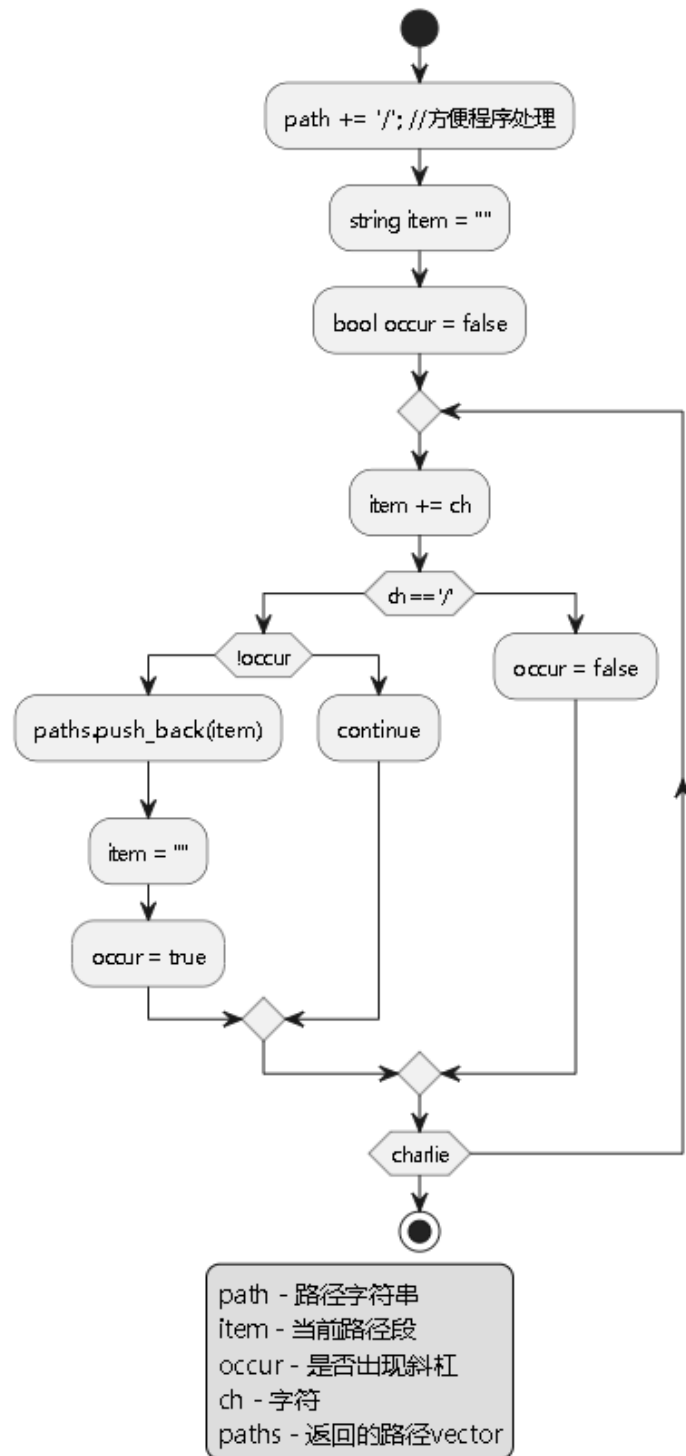 path += '/'; //方便程序处理
string item = ""
bool occur = false
item += ch
ch == '/'
!occur
occur = false
paths.push_back(item)
continue
item = ""
occur = true
charlie
path - 路径字符串
item - 当前路径段
occur - 是否出现斜杠
ch - 字符
paths - 返回的路径vector